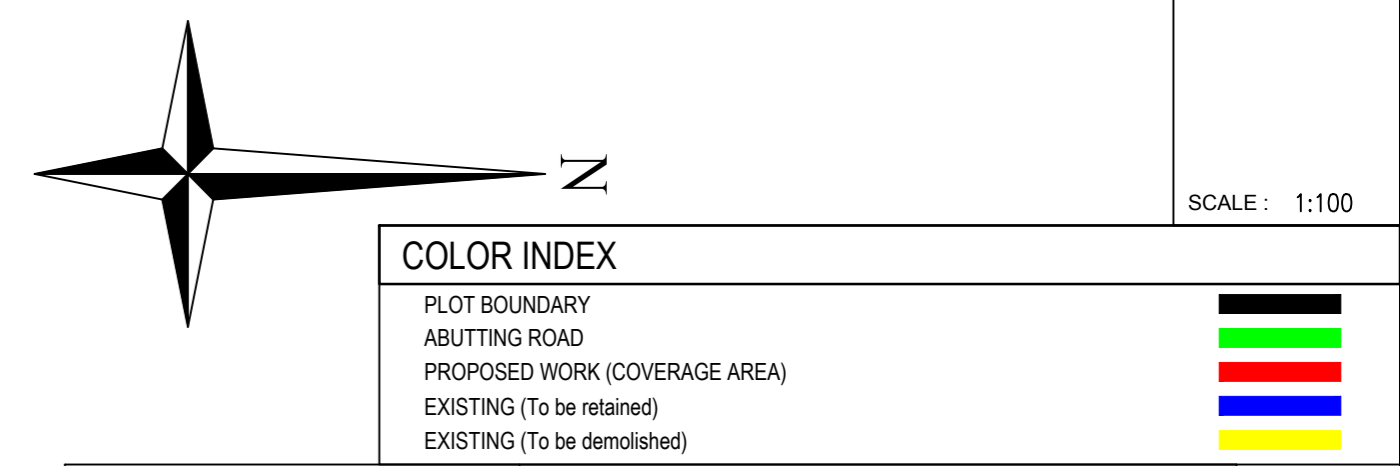 N
SCALE : 1:100
COLOR INDEX
PLOT BOUNDARY
ABUTTING ROAD
PROPOSED WORK (COVERAGE AREA)
EXISTING (To be retained)
EXISTING (To be demolished)